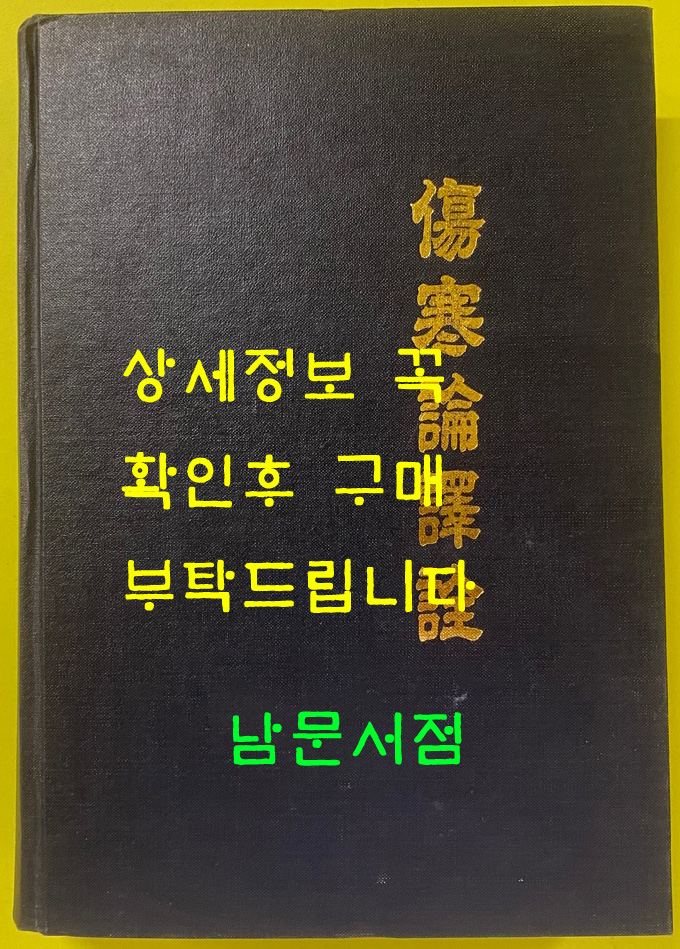 傷寒論譯詮
상세정보 꼭
확인후 구매
부탁드립니다
남문서점